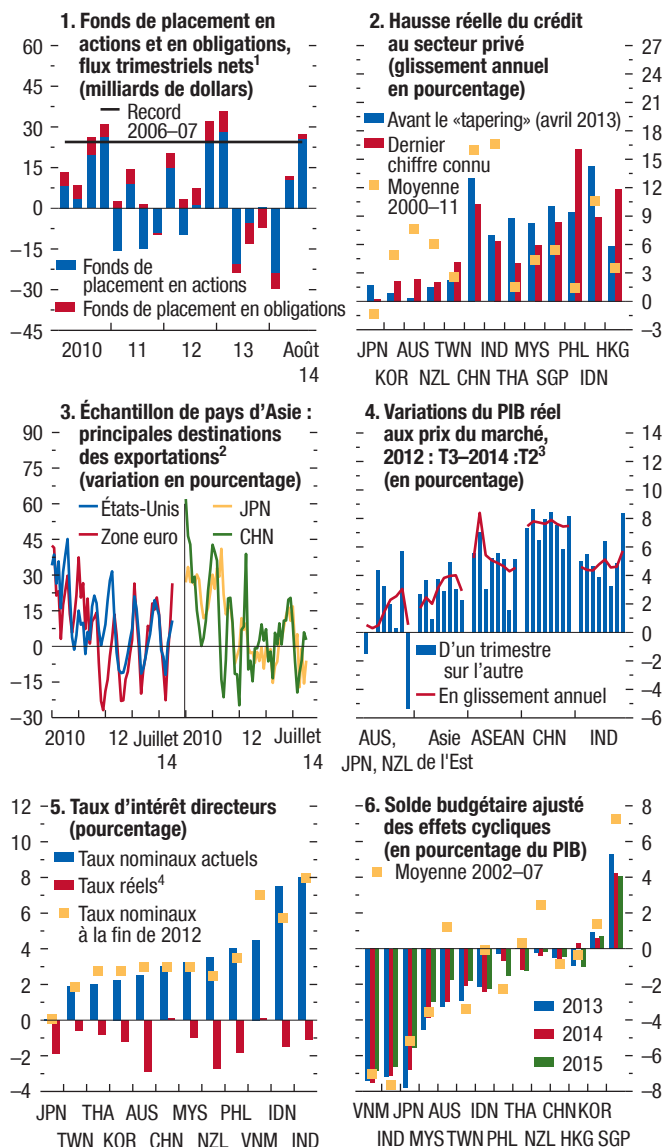 1. Fonds de placement en
actions et en obligations,
flux trimestriels nets1
(milliards de dollars)
60
45
30
15
0
–15
–30
–45
Record
2006–07
Fonds de
placement en actions
Fonds de placement en obligations
2010 11 12 13 Août
14
2. Hausse réelle du crédit
au secteur privé
(glissement annuel
en pourcentage)
27
24
21
18
15
12
9
6
3
0
–3
Avant le «tapering» (avril 2013)
Dernier
chiffre connu
Moyenne
2000–11
JPN AUS TWN IND MYS PHL HKG
KOR NZL CHN THA SGP IDN
3. Échantillon de pays d’Asie :
principales destinations
des exportations2
(variation en pourcentage)
90
75
60
45
30
15
0
–15
–30
États-Unis
Zone euro
JPN
CHN
2010 12 Juillet
14
2010 12 Juillet
14
4. Variations du PIB réel
aux prix du marché,
2012 : T3–2014 :T23
(en pourcentage)
14
12
10
8
6
4
2
0
–2
–4
–6
D’un trimestre
sur l’autre
En glissement annuel
AUS, Asie ASEAN CHN IND
JPN, NZL de l'Est
5. Taux d’intérêt directeurs
(pourcentage)
12
10
8
6
4
2
0
–2
–4
Taux nominaux actuels
Taux réels4
Taux nominaux
à la fin de 2012
JPN THA AUS MYS PHL IDN
TWN KOR CHN NZL VNM IND
6. Solde budgétaire ajusté
des effets cycliques
(en pourcentage du PIB)
8
6
4
2
0
–2
–4
–6
–8
Moyenne 2002–07
2013
2014
2015
VNM JPN AUS IDN THA CHN KOR
IND MYS TWN PHL NZL HKG SGP